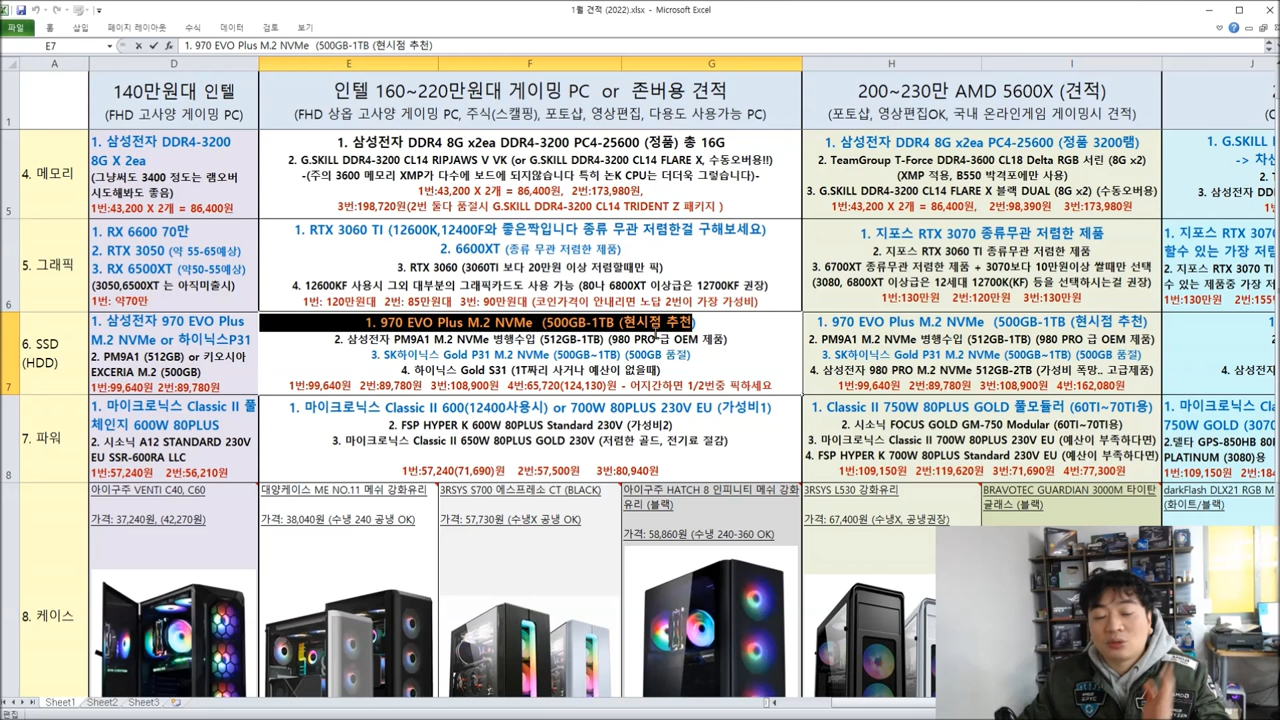 1월 견적 (2022).xlsx - Microsoft Excel
파일 홈 삽입 페이지 레이아웃 수식 데이터 검토 보기
E7 1. 970 EVO Plus M.2 NVMe (500GB-1TB (현시점 추천)
A D E F G H I J
1
140만원대 인텔
(FHD 고사양 게이밍 PC)
인텔 160~220만원대 게이밍 PC or 존버용 견적
(FHD 상옵 고사양 게이밍 PC, 주식(스캘핑), 포토샵, 영상편집, 다용도 사용가능 PC)
200~230만 AMD 5600X (견적)
(포토샵, 영상편집OK, 국내 온라인게임 게이밍시 견적)
5
4. 메모리
1. 삼성전자 DDR4-3200
8G X 2ea
(그냥써도 3400 정도는 램오버
시도해봐도 좋음)
1번:43,200 X 2개 = 86,400원
1. 삼성전자 DDR4 8G x2ea DDR4-3200 PC4-25600 (정품) 총 16G
2. G.SKILL DDR4-3200 CL14 RIPJAWS V VK (or G.SKILL DDR4-3200 CL14 FLARE X, 수동오버용!!)
-(주의 3600 메모리 XMP가 다수에 보드에 되지않습니다 특히 논K CPU는 더더욱 그렇습니다)-
1번:43,200 X 2개 = 86,400원, 2번:173,980원,
3번:198,720원(2번 둘다 품절시 G.SKILL DDR4-3200 CL14 TRIDENT Z 패키지 )
1. 삼성전자 DDR4 8G x2ea DDR4-3200 (정품 3200램)
2. TeamGroup T-Force DDR4-3600 CL18 Delta RGB 서린 (8G x2)
(XMP 적용, B550 박격포에만 사용)
3. G.SKILL DDR4-3200 CL14 FLARE X 블랙 DUAL (8G x2) (수동오버용)
1번:43,200 X 2개 = 86,400원, 2번:98,390원 3번:173,980원
1. G.SKIL
-> 차선
3. 삼성전자 DDR
6
5. 그래픽
1. RX 6600 70만
2. RTX 3050 (약 55-65예상)
3. RX 6500XT (약50-55예상)
(3050,6500XT 는 아직미출시)
1번: 약70만
1. RTX 3060 TI (12600K,12400F와 좋은짝입니다 종류 무관 저렴한걸 구해보세요)
2. 6600XT (종류 무관 저렴한 제품)
3. RTX 3060 (3060TI 보다 20만원 이상 저렴할때만 픽)
4. 12600KF 사용시 그외 대부분의 그래픽카드도 사용 가능 (80나 6800XT 이상급은 12700KF 권장)
1번: 120만원대 2번: 85만원대 3번: 90만원대 (코인가격이 안내리면 노답 2번이 가장 가성비)
1. 지포스 RTX 3070 종류무관 저렴한 제품
2. 지포스 RTX 3060 TI 종류무관 저렴한 제품
3. 6700XT 종류무관 저렴한 제품 + 3070보다 10만원이상 쌀때만 선택
(3080, 6800XT 이상급은 12세대 12700K(KF) 등을 선택하시는걸 권장)
1번:130만원 2번:120만원 3번:130만원
1. 지포스 RTX 3070 T
할수 있는 가장 저렴
2. 지포스 RTX 3070 TI
수 있는 가장 저렴한 제품
1번:130만원 2번:155만
7
6. SSD
(HDD)
1. 삼성전자 970 EVO Plus
M.2 NVMe or 하이닉스P31
2. PM9A1 (512GB) or 키오시아
EXCERIA M.2 (500GB)
1번:99,640원 2번:89,780원
1. 970 EVO Plus M.2 NVMe (500GB-1TB (현시점 추천)
2. 삼성전자 PM9A1 M.2 NVMe 병행수입 (512GB-1TB) (980 PRO 급 OEM 제품)
3. SK하이닉스 Gold P31 M.2 NVMe (500GB~1TB) (500GB 품절)
4. 하이닉스 Gold S31 (1T짜리 사거나 예산이 없을때)
1번:99,640원 2번:89,780원 3번:108,900원 4번:65,720(124,130)원 - 어지간하면 1/2번중 픽하세요
1. 970 EVO Plus M.2 NVMe (500GB-1TB (현시점 추천)
2. PM9A1 M.2 NVMe 병행수입 (512GB-1TB) (980 PRO급 OEM 제품)
3. SK하이닉스 Gold P31 M.2 NVMe (500GB~1TB) (500GB 품절)
4. 삼성전자 980 PRO M.2 NVMe 512GB-2TB (가성비 폭망.. 고급제품)
1번:99,640원 2번:89,780원 3번:108,900원 4번:162,080원
4. 삼성전
8
7. 파워
1. 마이크로닉스 Classic II 풀
체인지 600W 80PLUS
2. 시소닉 A12 STANDARD 230V
EU SSR-600RA LLC
1번:57,240원 2번:56,210원
1. 마이크로닉스 Classic II 600(12400사용시) or 700W 80PLUS 230V EU (가성비1)
2. FSP HYPER K 600W 80PLUS Standard 230V (가성비2)
3. 마이크로닉스 Classic II 650W 80PLUS GOLD 230V (저렴한 골드, 전기료 절감)
1번:57,240(71,690)원 2번:57,500원 3번:80,940원
1. Classic II 750W 80PLUS GOLD 풀모듈러 (60TI~70TI용)
2. 시소닉 FOCUS GOLD GM-750 Modular (60TI~70TI용)
3. 마이크로닉스 Classic II 700W 80PLUS 230V EU (예산이 부족하다면)
4. FSP HYPER K 700W 80PLUS Standard 230V EU (예산이 부족하다면)
1번:109,150원 2번:119,620원 3번:71,690원 4번:77,300원
1. 마이크로닉스 Cla
750W GOLD (3070
2.델타 GPS-850HB 80
PLATINUM (3080)용
1번:109,150원 2번:184
8. 케이스
아이구주 VENTI C40, C60
가격: 37,240원, (42,270원)
대양케이스 ME NO.11 메쉬 강화유리
가격: 38,040원 (수냉 240 공냉 OK)
3RSYS S700 에스프레소 CT (BLACK)
가격: 57,730원 (수냉X 공냉 OK)
아이구주 HATCH 8 인피니티 메쉬 강화
유리 (블랙)
가격: 58,860원 (수냉 240-360 OK)
3RSYS L530 강화유리
가격: 67,400원 (수냉X, 공냉권장)
BRAVOTEC GUARDIAN 3000M 타이탄
글래스 (블랙)
darkFlash DLX21 RGB M
(화이트/블랙)
Sheet1 Sheet2 Sheet3
편집